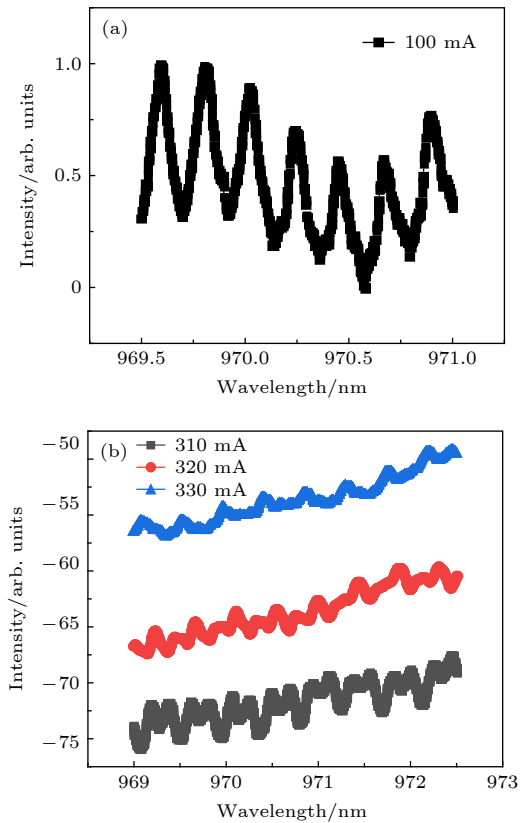 (a)
100 mA
1.0
0.5
0
Intensity/arb. units
969.5 970.0 970.5 971.0
Wavelength/nm
(b)
310 mA
320 mA
330 mA
−50
−55
−60
−65
−70
−75
Intensity/arb. units
969 970 971 972 973
Wavelength/nm